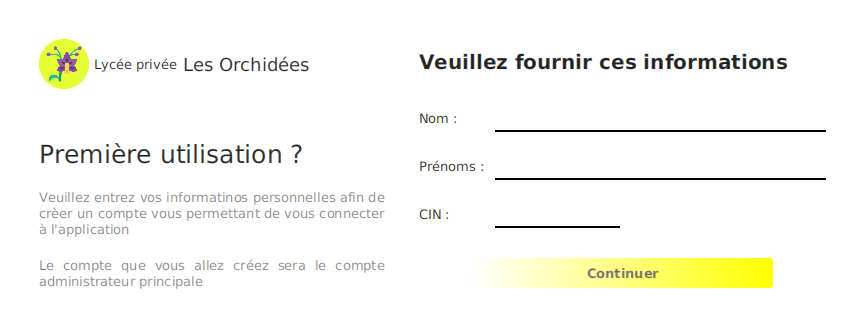 Lycée privée Les Orchidées
Première utilisation ?
Veuillez entrez vos informatinos personnelles afin de
crèer un compte vous permettant de vous connecter
à l'application
Le compte que vous allez créez sera le compte
administrateur principale
Veuillez fournir ces informations
Nom :
Prénoms :
CIN :
Continuer